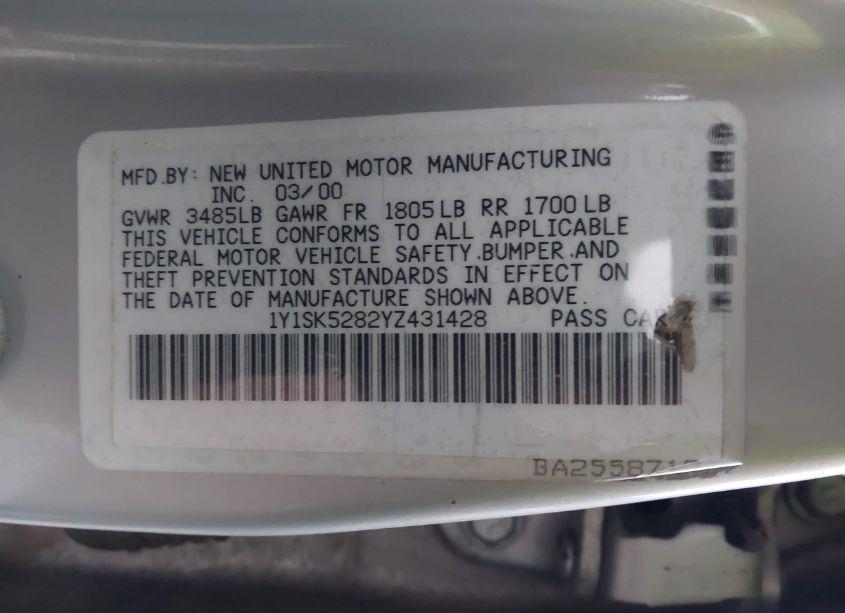 MFD.BY: NEW UNITED MOTOR MANUFACTURING
INC. 03/00
GVWR 3485LB GAWR FR 1805LB RR 1700LB
THIS VEHICLE CONFORMS TO ALL APPLICABLE
FEDERAL MOTOR VEHICLE SAFETY.BUMPER.AND
THEFT PREVENTION STANDARDS IN EFFECT ON
THE DATE OF MANUFACTURE SHOWN ABOVE.
1Y1SK5282YZ431428 PASS CAR